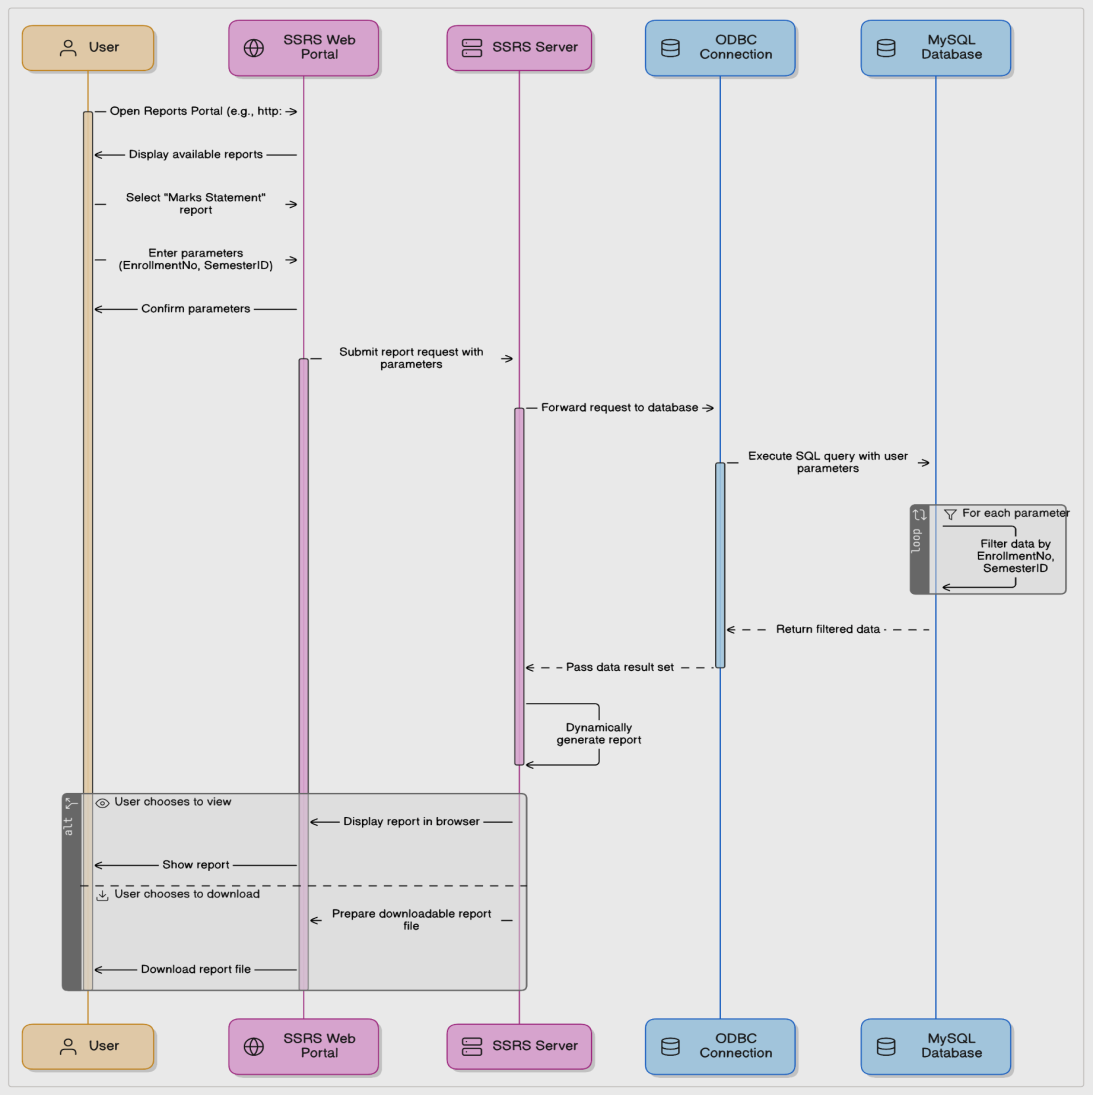 User
SSRS Web
Portal
SSRS Server
ODBC
Connection
MySQL
Database
Open Reports Portal (e.g., http:
Display available reports
Select "Marks Statement"
report
Enter parameters
(EnrollmentNo, SemesterID)
Confirm parameters
Submit report request with
parameters
Forward request to database
Execute SQL query with user
parameters
loop
For each parameter
Filter data by
EnrollmentNo,
SemesterID
Return filtered data
Pass data result set
Dynamically
generate report
alt
User chooses to view
Display report in browser
Show report
User chooses to download
Prepare downloadable report
file
Download report file
User
SSRS Web
Portal
SSRS Server
ODBC
Connection
MySQL
Database